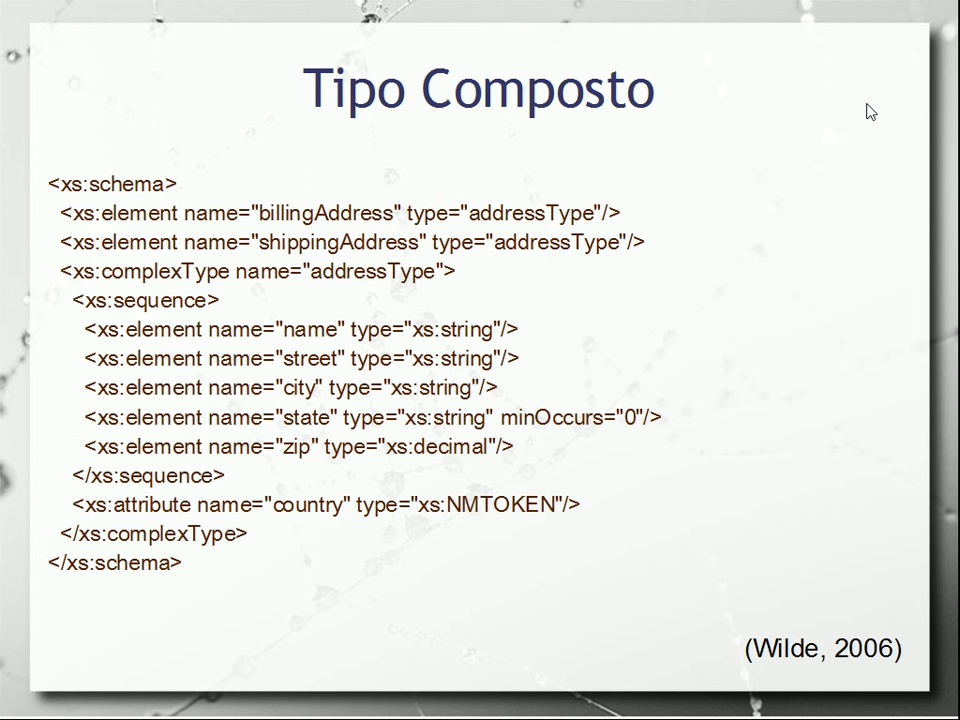 Tipo Composto
<xs:schema>
<xs:element name="billingAddress" type="addressType"/>
<xs:element name="shippingAddress" type="addressType"/>
<xs:complexType name="addressType">
<xs:sequence>
<xs:element name="name" type="xs:string"/>
<xs:element name="street" type="xs:string"/>
<xs:element name="city" type="xs:string"/>
<xs:element name="state" type="xs:string" minOccurs="0"/>
<xs:element name="zip" type="xs:decimal"/>
</xs:sequence>
<xs:attribute name="country" type="xs:NMTOKEN"/>
</xs:complexType>
</xs:schema>
(Wilde, 2006)